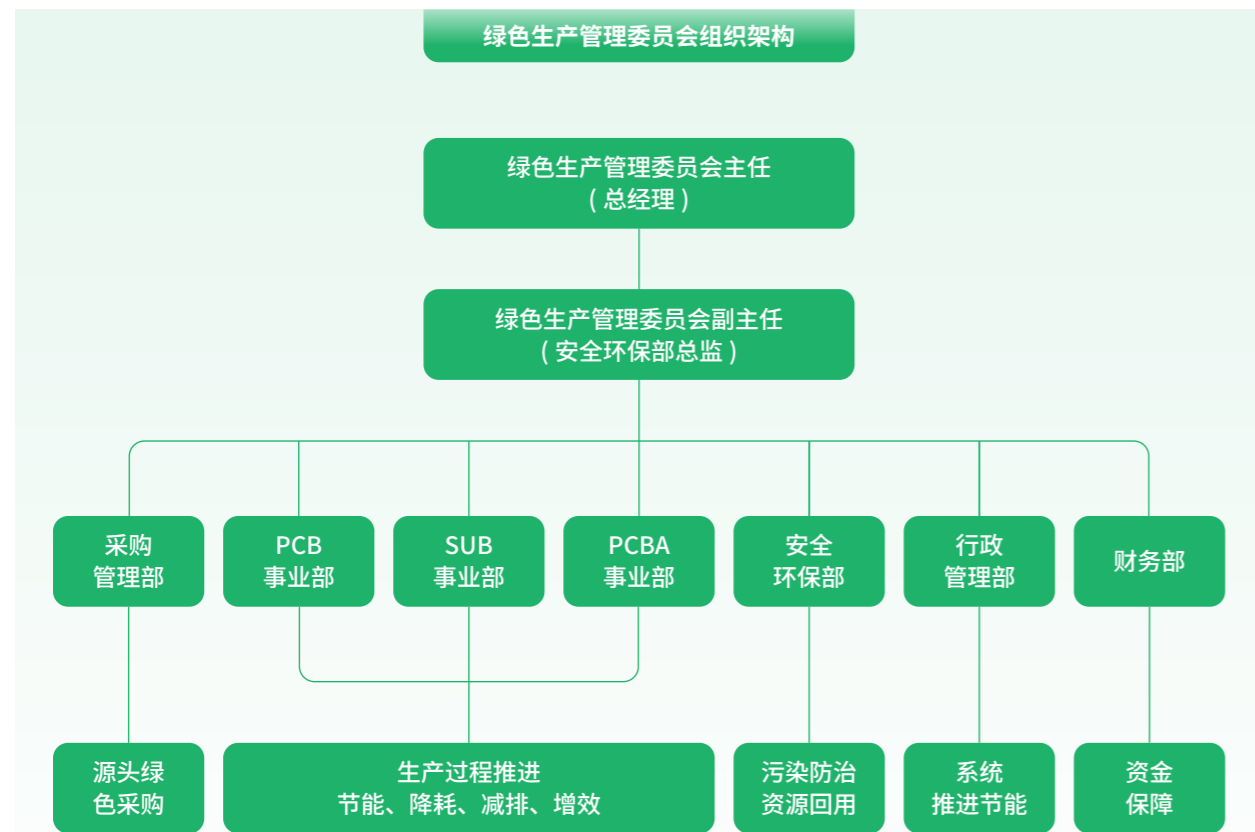 绿色生产管理委员会组织架构
绿色生产管理委员会主任
( 总经理 )
绿色生产管理委员会副主任
( 安全环保部总监 )
采购
管理部
PCB
事业部
SUB
事业部
PCBA
事业部
安全
环保部
行政
管理部
财务部
源头绿
色采购
生产过程推进
节能、降耗、减排、增效
污染防治
资源回用
系统
推进节能
资金
保障